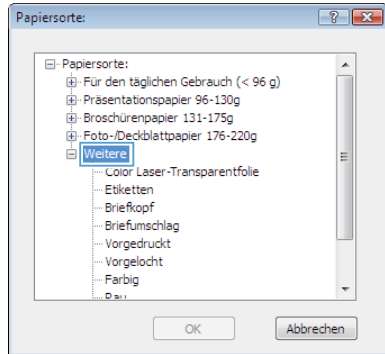 Papiersorte:
Papiersorte:
Für den täglichen Gebrauch (< 96 g)
Präsentationspapier 96-130g
Broschürenpapier 131-175g
Foto-/Deckblattpapier 176-220g
Weitere
Color Laser-Transparentfolie
Etiketten
Briefkopf
Briefumschlag
Vorgedruckt
Vorgelocht
Farbig
OK
Abbrechen